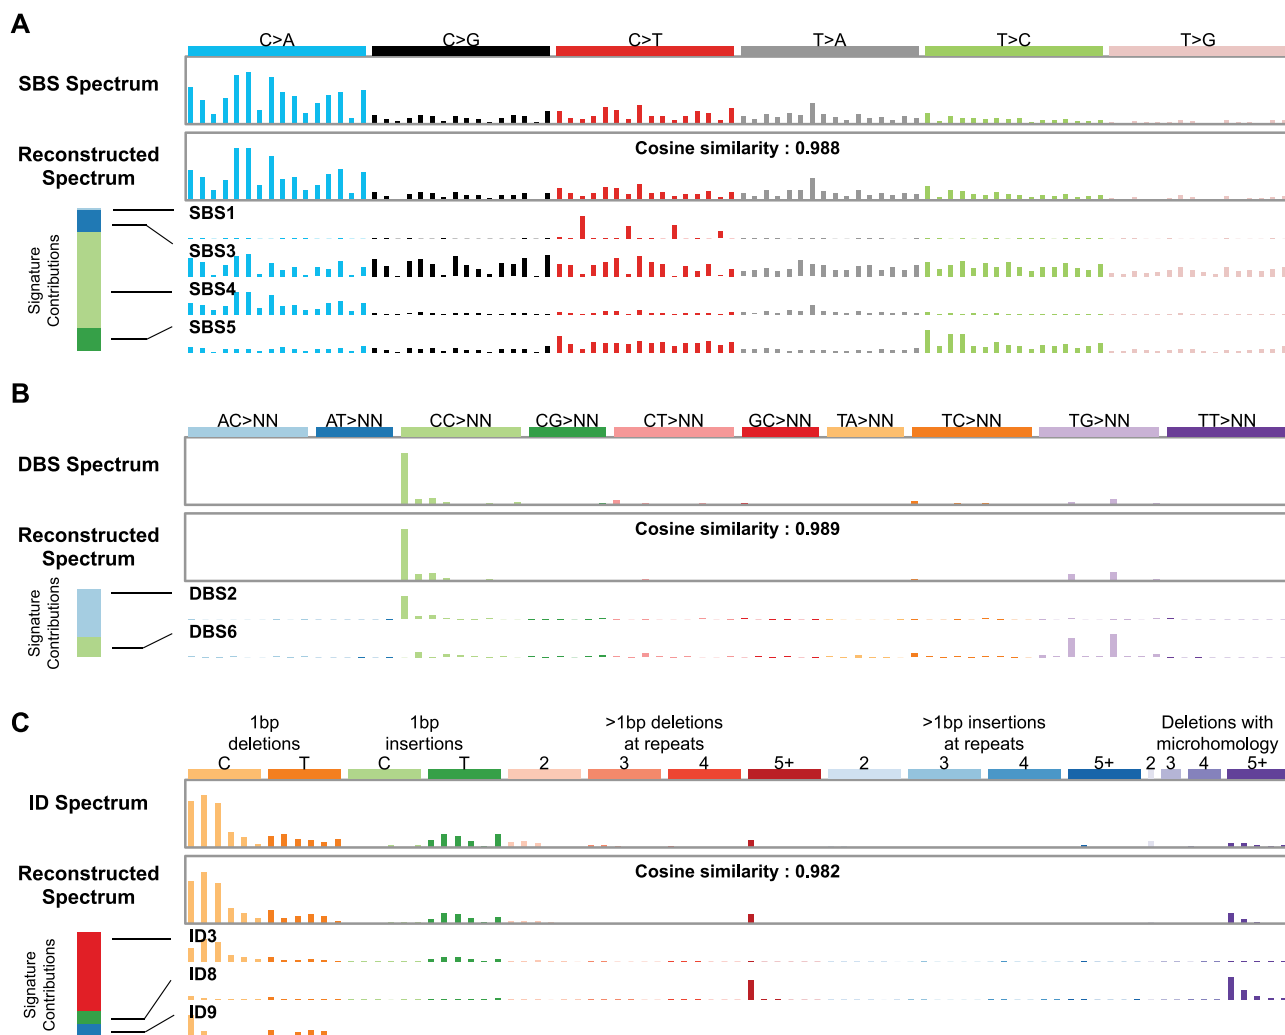 A
C>A C>G C>T T>A T>C T>G
SBS Spectrum
Reconstructed
Spectrum
Cosine similarity : 0.988
Signature
Contributions
SBS1
SBS3
SBS4
SBS5
B
AC>NN AT>NN CC>NN CG>NN CT>NN GC>NN TA>NN TC>NN TG>NN TT>NN
DBS Spectrum
Reconstructed
Spectrum
Cosine similarity : 0.989
Signature
Contributions
DBS2
DBS6
C
1bp
deletions
1bp
insertions
>1bp deletions
at repeats
>1bp insertions
at repeats
Deletions with
microhomology
C T C T 2 3 4 5+ 2 3 4 5+ 2 3 4 5+
ID Spectrum
Reconstructed
Spectrum
Cosine similarity : 0.982
Signature
Contributions
ID3
ID8
ID9